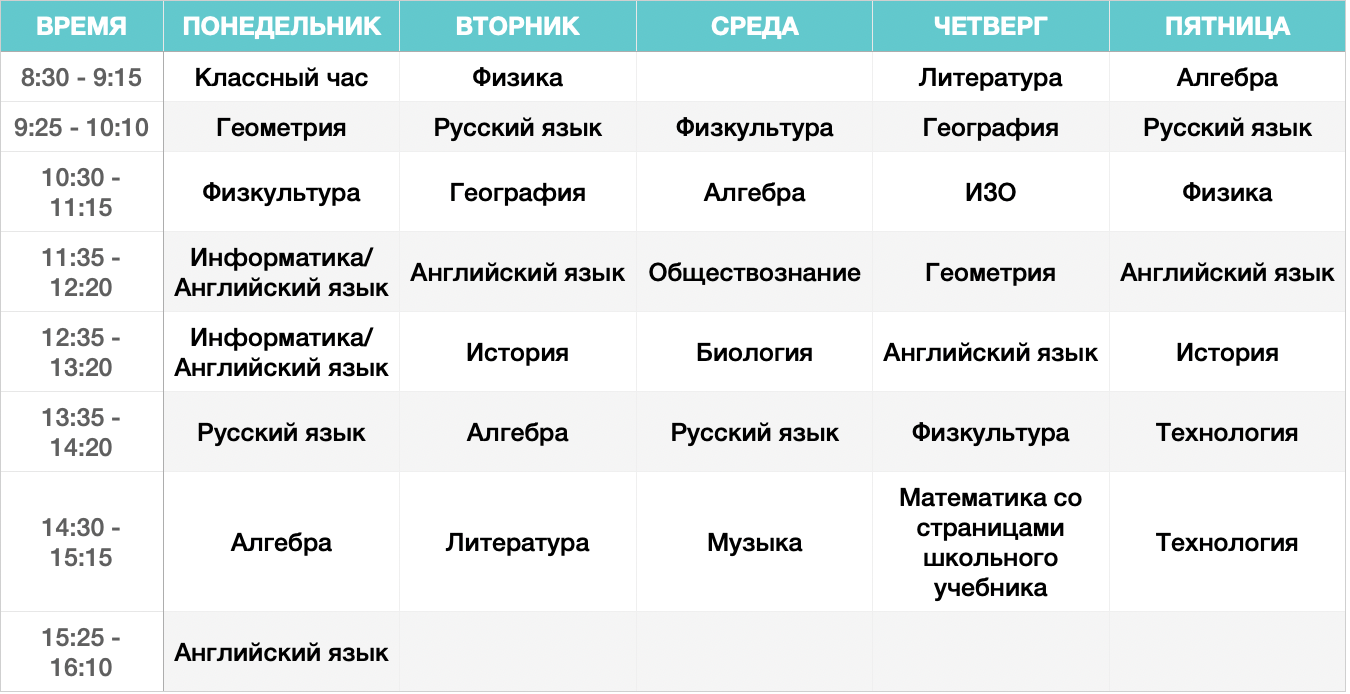 ВРЕМЯ ПОНЕДЕЛЬНИК ВТОРНИК СРЕДА ЧЕТВЕРГ ПЯТНИЦА
8:30 - 9:15 Классный час Физика Литература Алгебра
9:25 - 10:10 Геометрия Русский язык Физкультура География Русский язык
10:30 -
11:15 Физкультура География Алгебра ИЗО Физика
11:35 -
12:20 Информатика/
Английский язык Английский язык Обществознание Геометрия Английский язык
12:35 -
13:20 Информатика/
Английский язык История Биология Английский язык История
13:35 -
14:20 Русский язык Алгебра Русский язык Физкультура Технология
14:30 -
15:15 Алгебра Литература Музыка Математика со
страницами
школьного
учебника Технология
15:25 -
16:10 Английский язык